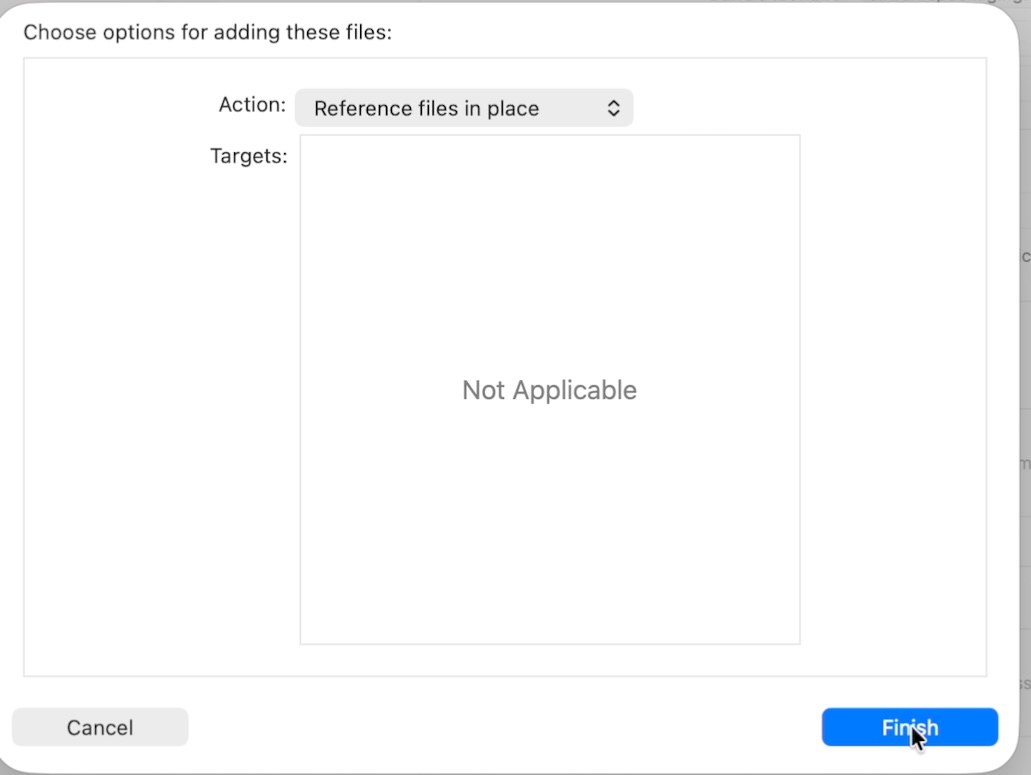 Choose options for adding these files:
Action: Reference files in place
Targets:
Not Applicable
Cancel
Finish